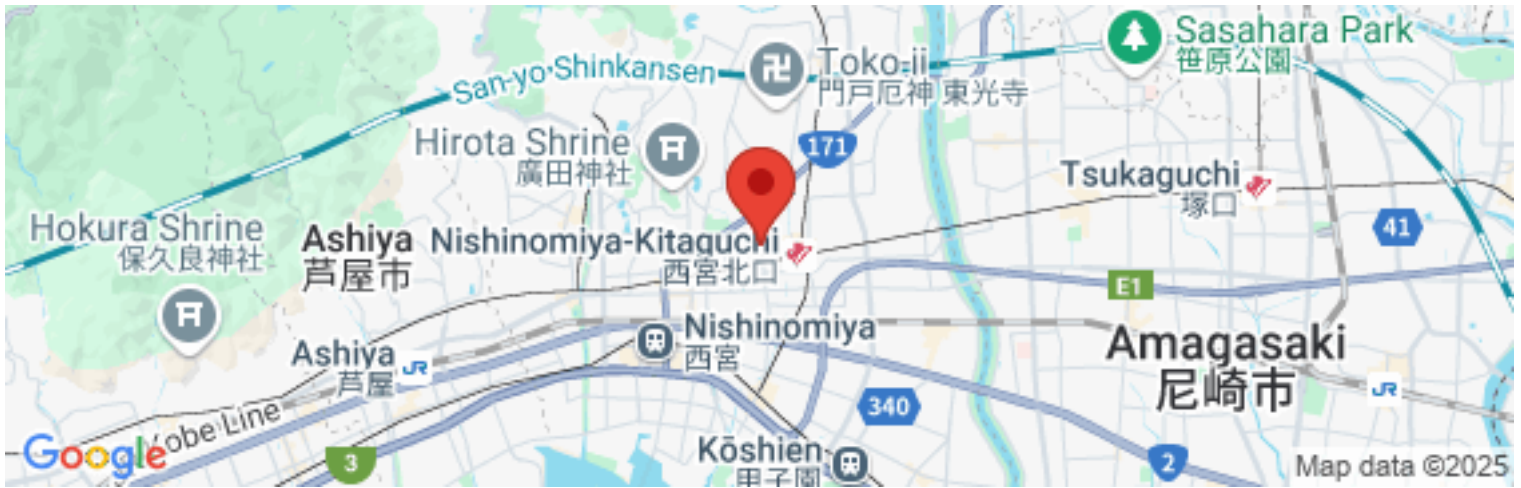 Sasahara Park
笹原公園
San-yo Shinkansen
Toko-ji
門戸厄神 東光寺
Hirota Shrine
廣田神社
171
Tsukaguchi
塚口
Hokura Shrine
保久良神社
Ashiya
芦屋市
Nishinomiya-Kitaguchi
西宮北口
41
E1
Nishinomiya
西宮
Amagasaki
尼崎市
Ashiya
芦屋
JR
JR
340
Kobe Line
Kōshien
甲子園
3
2
Google
Map data ©2025